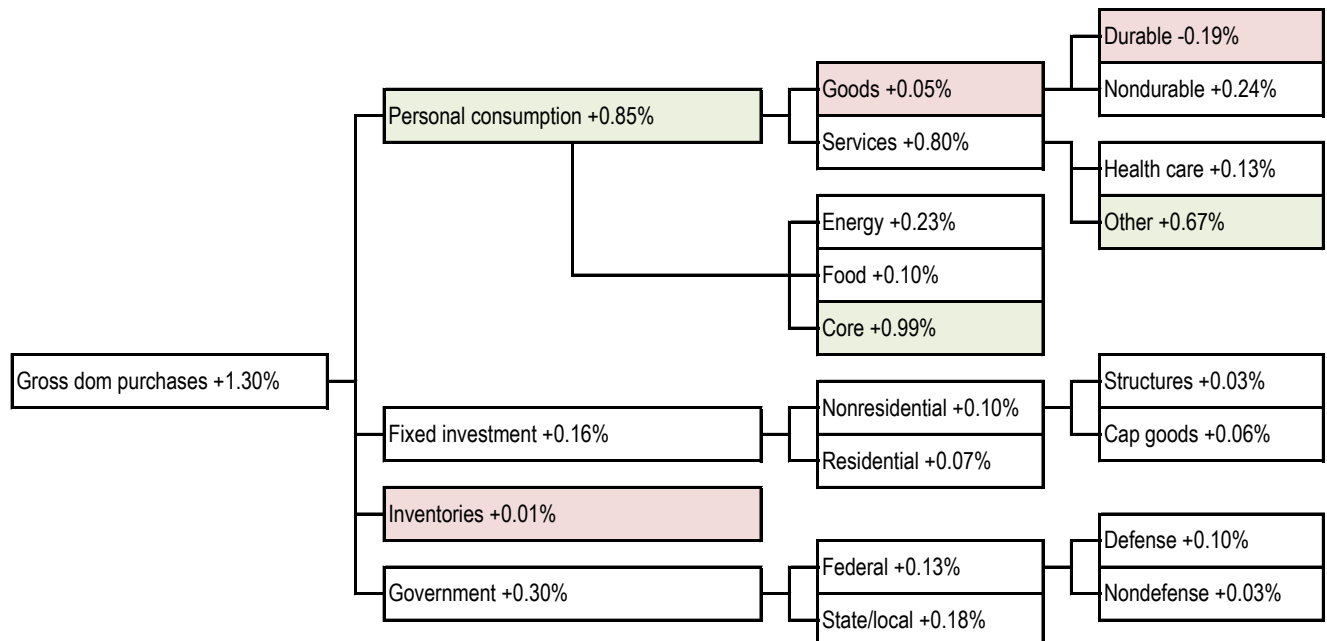 Gross dom purchases +1.30%
Personal consumption +0.85%
Goods +0.05%
Durable -0.19%
Nondurable +0.24%
Services +0.80%
Health care +0.13%
Other +0.67%
Energy +0.23%
Food +0.10%
Core +0.99%
Fixed investment +0.16%
Nonresidential +0.10%
Structures +0.03%
Cap goods +0.06%
Residential +0.07%
Inventories +0.01%
Government +0.30%
Federal +0.13%
Defense +0.10%
Nondefense +0.03%
State/local +0.18%